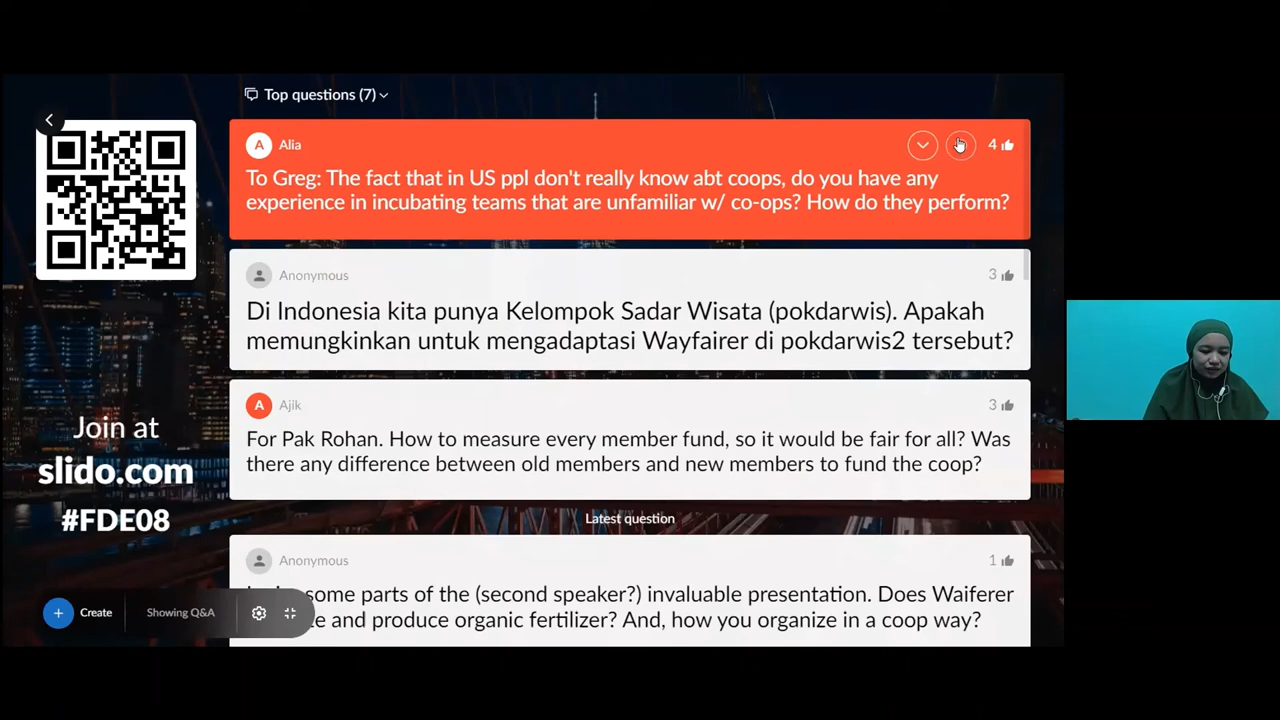 Top questions (7)
A Alia
4
To Greg: The fact that in US ppl don't really know abt coops, do you have any
experience in incubating teams that are unfamiliar w/ co-ops? How do they perform?
Anonymous
3
Di Indonesia kita punya Kelompok Sadar Wisata (pokdarwis). Apakah
memungkinkan untuk mengadaptasi Wayfairer di pokdarwis2 tersebut?
A Ajik
3
For Pak Rohan. How to measure every member fund, so it would be fair for all? Was
there any difference between old members and new members to fund the coop?
Latest question
Anonymous
1
some parts of the (second speaker?) invaluable presentation. Does Waiferer
and produce organic fertilizer? And, how you organize in a coop way?
Join at
slido.com
#FDE08
+ Create
Showing Q&A